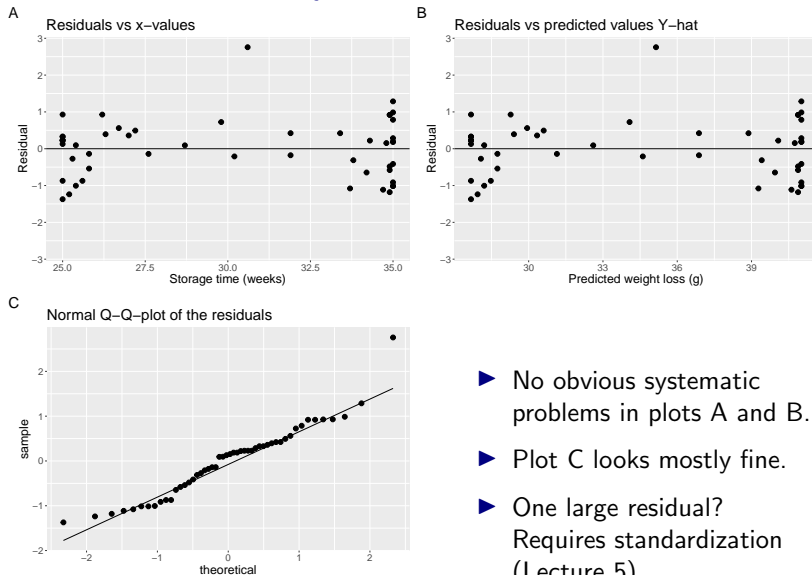 A
Residuals vs x−values
3
2
1
0
−1
−2
−3
Residual
25.0 27.5 30.0 32.5 35.0
Storage time (weeks)
B
Residuals vs predicted values Y−hat
3
2
1
0
−1
−2
−3
Residual
30 33 36 39
Predicted weight loss (g)
C
Normal Q−Q−plot of the residuals
2
1
0
−1
−2
sample
−2 −1 0 1 2
theoretical
▶ No obvious systematic
problems in plots A and B.
▶ Plot C looks mostly fine.
▶ One large residual?
Requires standardization
(Lecture 5)